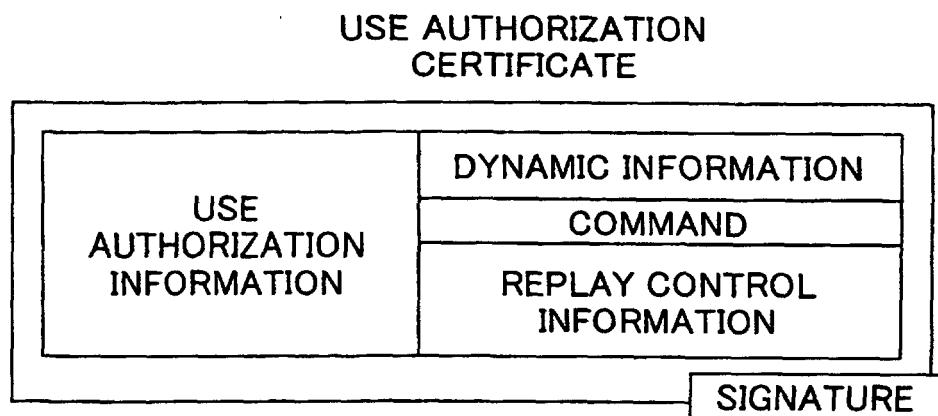 USE AUTHORIZATION
CERTIFICATE
USE
AUTHORIZATION
INFORMATION
DYNAMIC INFORMATION
COMMAND
REPLAY CONTROL
INFORMATION
SIGNATURE